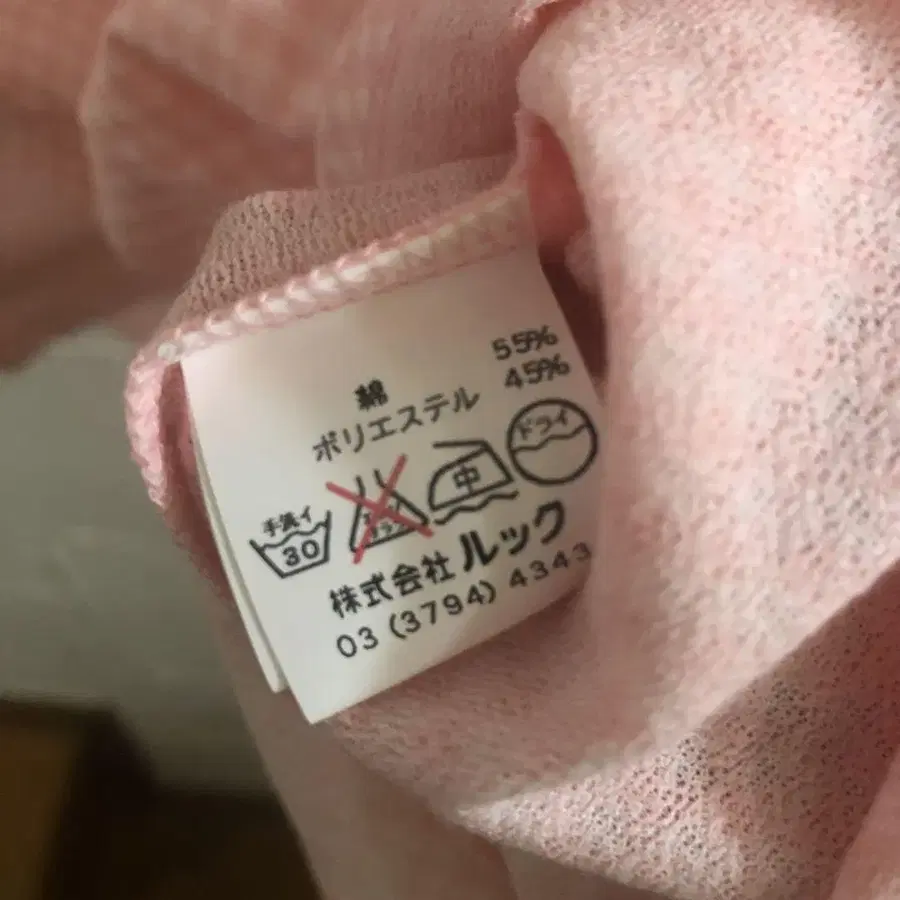 綿 55%
ポリエステル 45%
手洗イ
30
中
ドライ
株式会社ルック
03 (3794) 4343